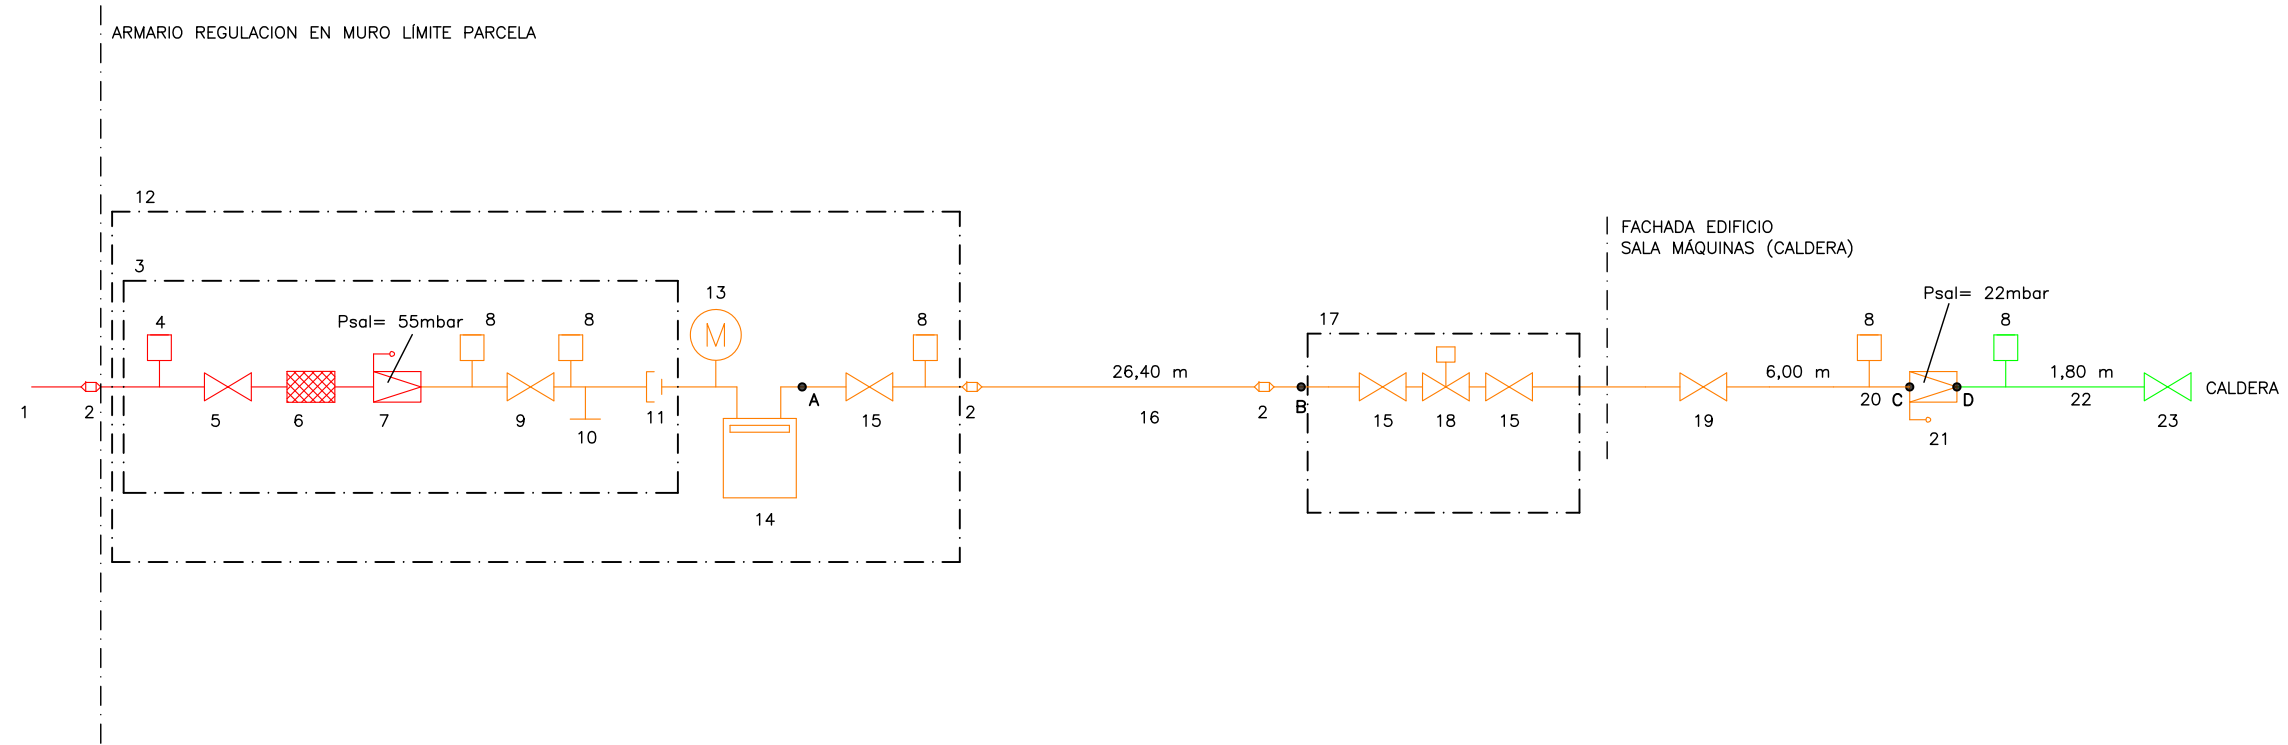 ARMARIO REGULACION EN MURO LÍMITE PARCELA
12
FACHADA EDIFICIO
SALA MÁQUINAS (CALDERA)
3
13
Psal= 22mbar
4
Psal= 55mbar
8
8
8
17
8
8
M
26,40 m
6,00 m
1,80 m
CALDERA
1
2
5
6
7
9
10
11
A
15
2
16
2
B
15
18
15
19
20
C
D
22
23
21
14